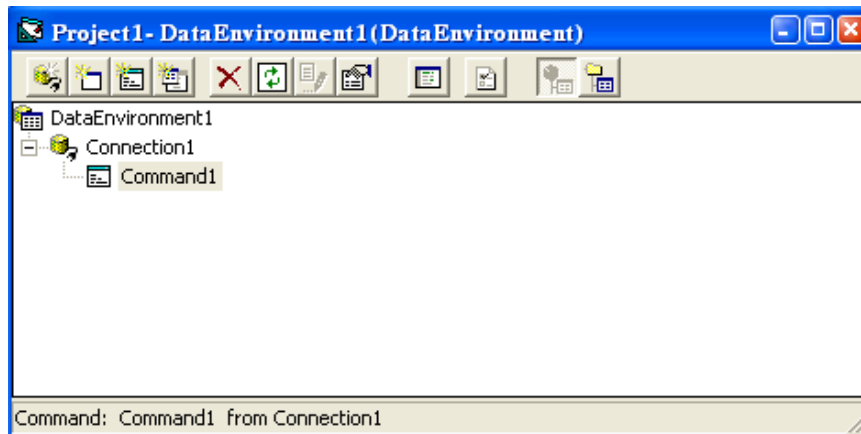 Project1 - DataEnvironment1 (DataEnvironment)
DataEnvironment1
Connection1
Command1
Command: Command1 from Connection1